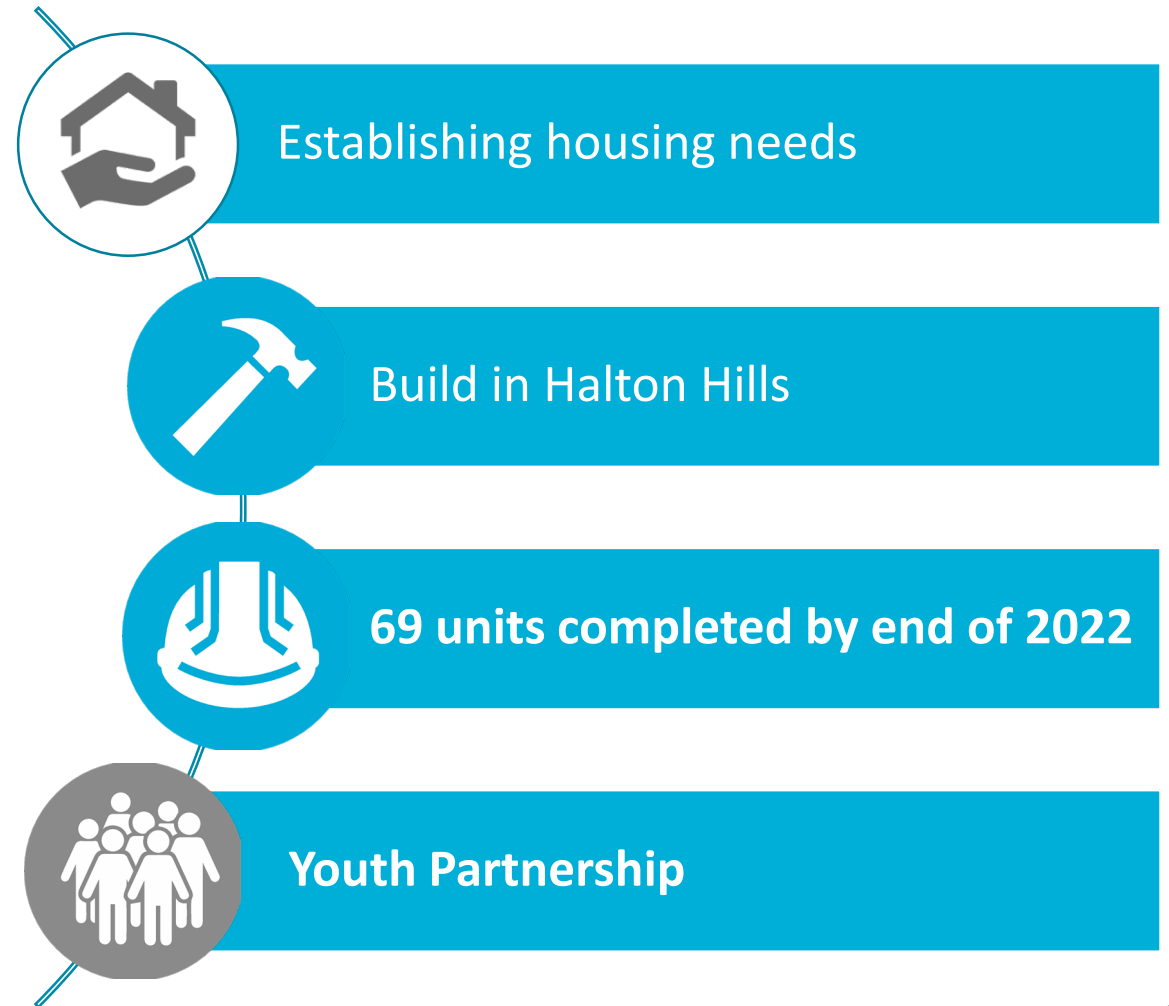 Establishing housing needs
Build in Halton Hills
69 units completed by end of 2022
Youth Partnership